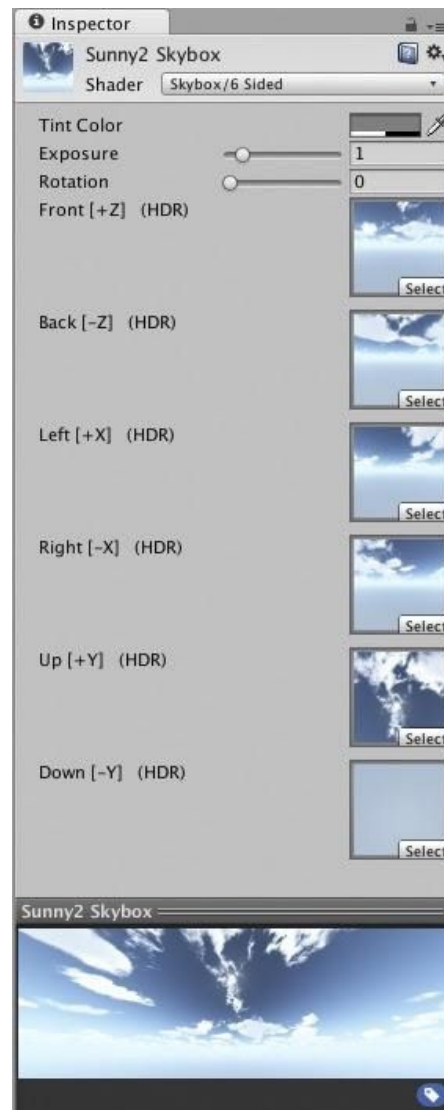 Inspector
Sunny2 Skybox
Shader Skybox/6 Sided
Tint Color
Exposure 1
Rotation 0
Front [+Z] (HDR)
Select
Back [-Z] (HDR)
Select
Left [+X] (HDR)
Select
Right [-X] (HDR)
Select
Up [+Y] (HDR)
Select
Down [-Y] (HDR)
Select
Sunny2 Skybox